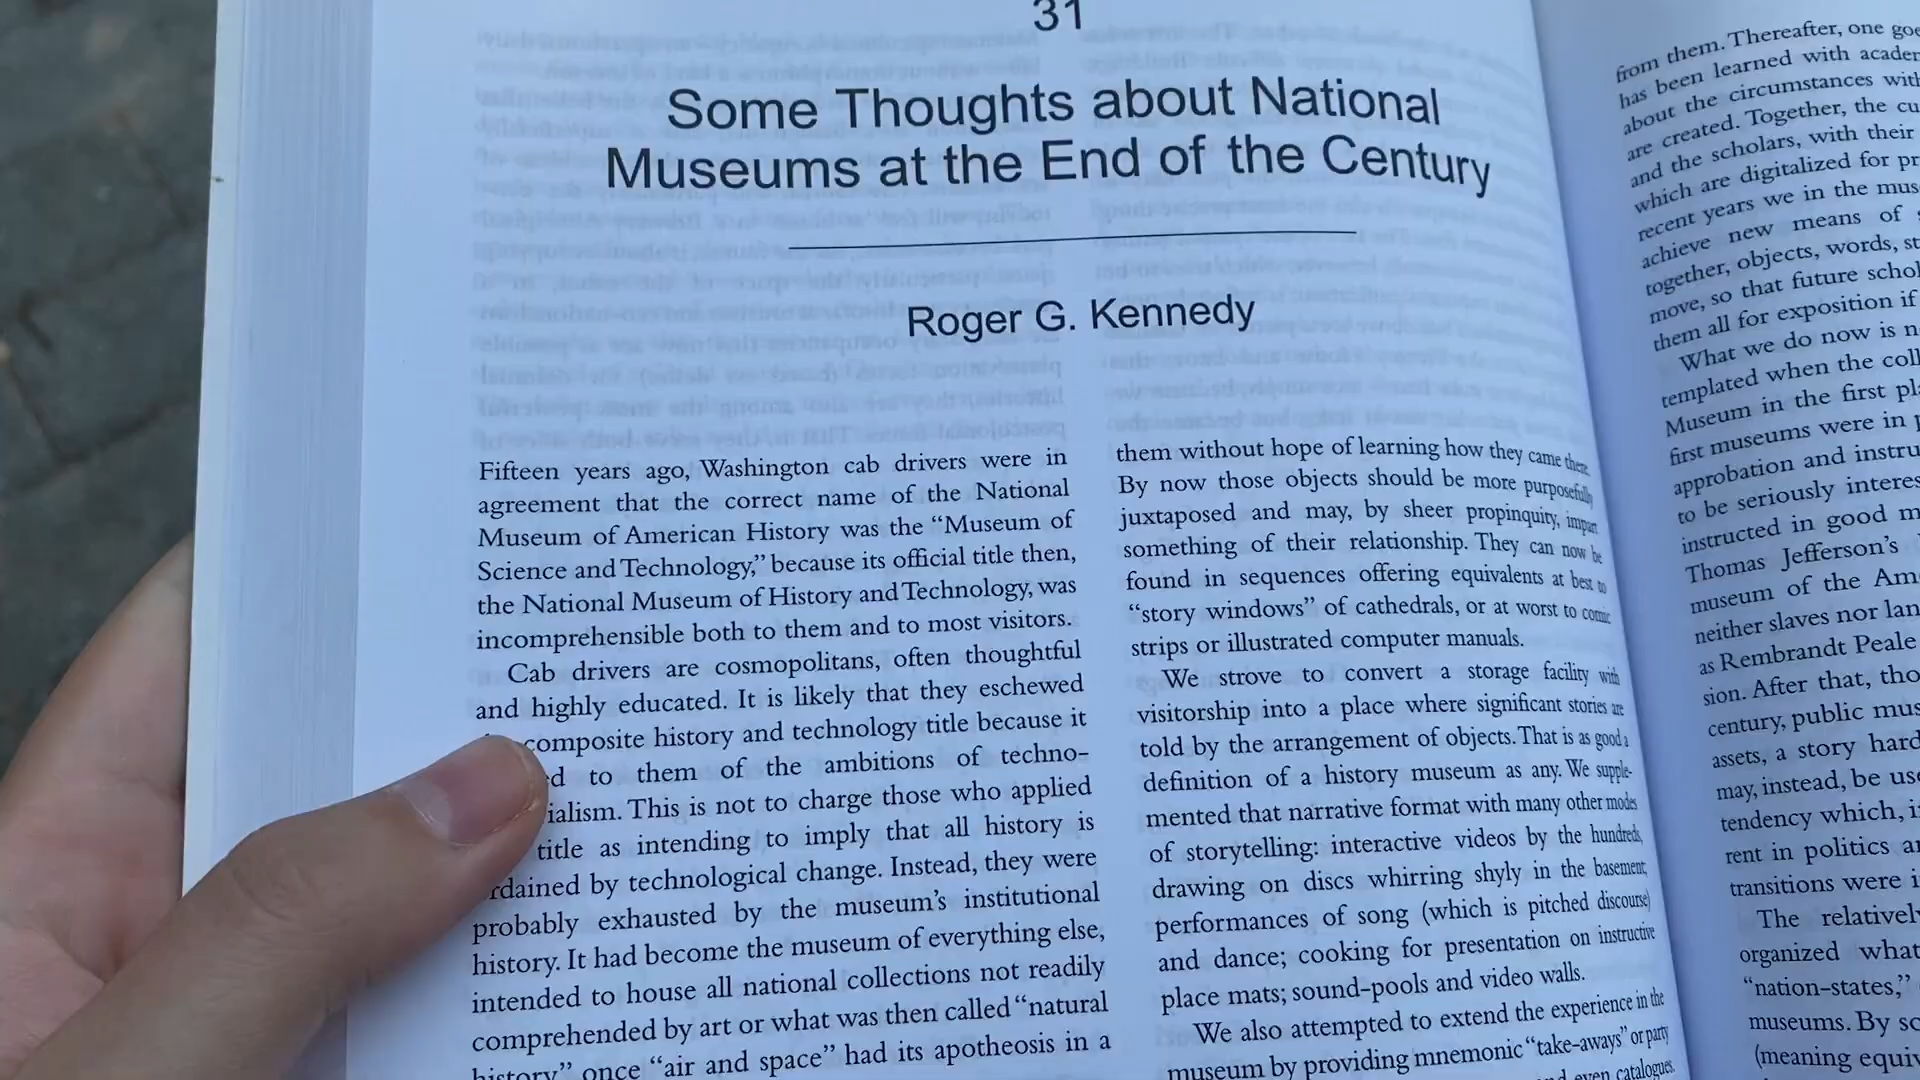 31
Some Thoughts about National
Museums at the End of the Century
Roger G. Kennedy
Fifteen years ago, Washington cab drivers were in
agreement that the correct name of the National
Museum of American History was the “Museum of
Science and Technology,” because its official title then,
the National Museum of History and Technology, was
incomprehensible both to them and to most visitors.
Cab drivers are cosmopolitans, often thoughtful
and highly educated. It is likely that they eschewed
composite history and technology title because it
to them of the ambitions of techno-
ialism. This is not to charge those who applied
title as intending to imply that all history is
rdained by technological change. Instead, they were
probably exhausted by the museum’s institutional
history. It had become the museum of everything else,
intended to house all national collections not readily
comprehended by art or what was then called “natural
history” once “air and space” had its apotheosis in a
them without hope of learning how they came there.
By now those objects should be more purposefully
juxtaposed and may, by sheer propinquity, impart
something of their relationship. They can now be
found in sequences offering equivalents at best to
“story windows” of cathedrals, or at worst to comic
strips or illustrated computer manuals.
We strove to convert a storage facility with
visitorship into a place where significant stories are
told by the arrangement of objects. That is as good a
definition of a history museum as any. We supple-
mented that narrative format with many other modes
of storytelling: interactive videos by the hundreds,
drawing on discs whirring shyly in the basement;
performances of song (which is pitched discourse)
and dance; cooking for presentation on instructive
place mats; sound-pools and video walls.
We also attempted to extend the experience in the
museum by providing mnemonic “take-aways” or party
even catalogues.
from them. Thereafter, one goe
has been learned with academ
about the circumstances with
are created. Together, the cu
and the scholars, with their
which are digitalized for pr
recent years we in the mus
achieve new means of
together, objects, words, st
move, so that future schol
them all for exposition if
What we do now is n
templated when the coll
Museum in the first pl
first museums were in p
approbation and instru
to be seriously interes
instructed in good m
Thomas Jefferson’s
museum of the Am
neither slaves nor lan
as Rembrandt Peale
sion. After that, tho
century, public mus
assets, a story hard
may, instead, be use
tendency which, i
rent in politics a
transitions were i
The relatively
organized what
“nation-states,”
museums. By so
(meaning equiv